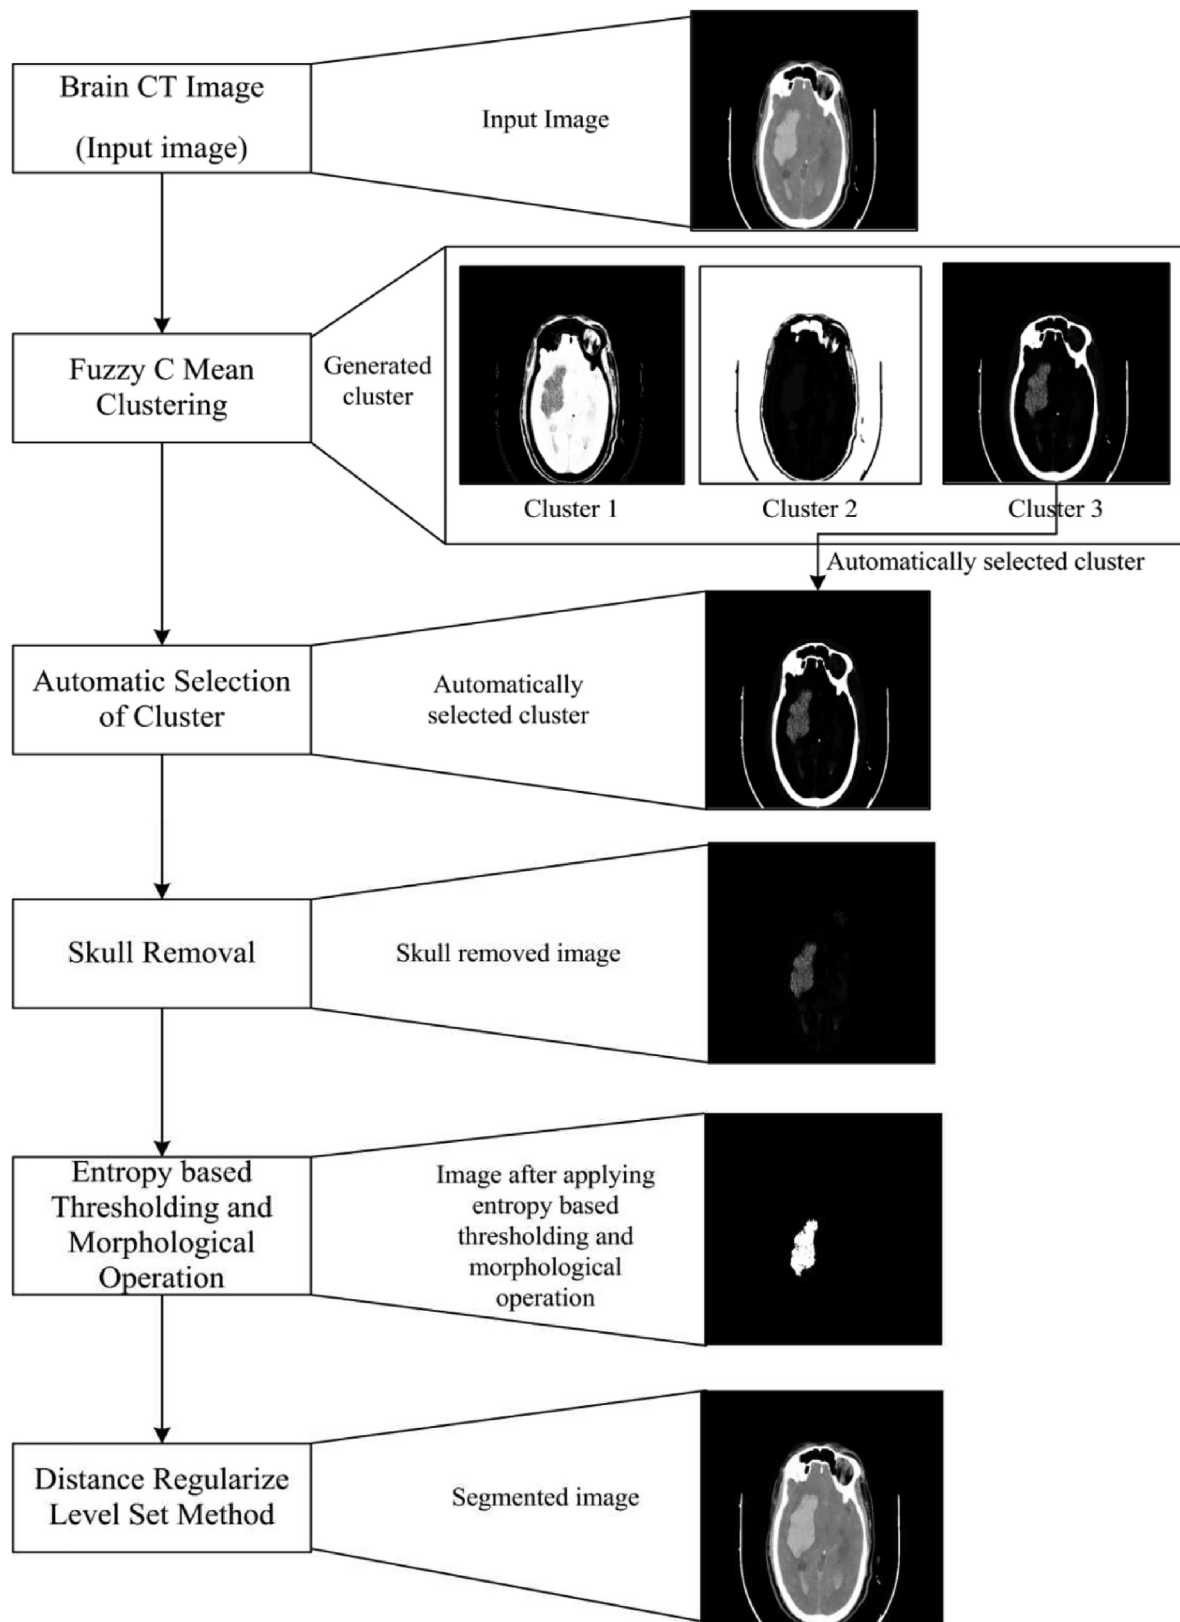 Brain CT Image
(Input image)
Input Image
Fuzzy C Mean
Clustering
Generated
cluster
Cluster 1
Cluster 2
Cluster 3
Automatically selected cluster
Automatic Selection
of Cluster
Automatically
selected cluster
Skull Removal
Skull removed image
Entropy based
Thresholding and
Morphological
Operation
Image after applying
entropy based
thresholding and
morphological
operation
Distance Regularize
Level Set Method
Segmented image